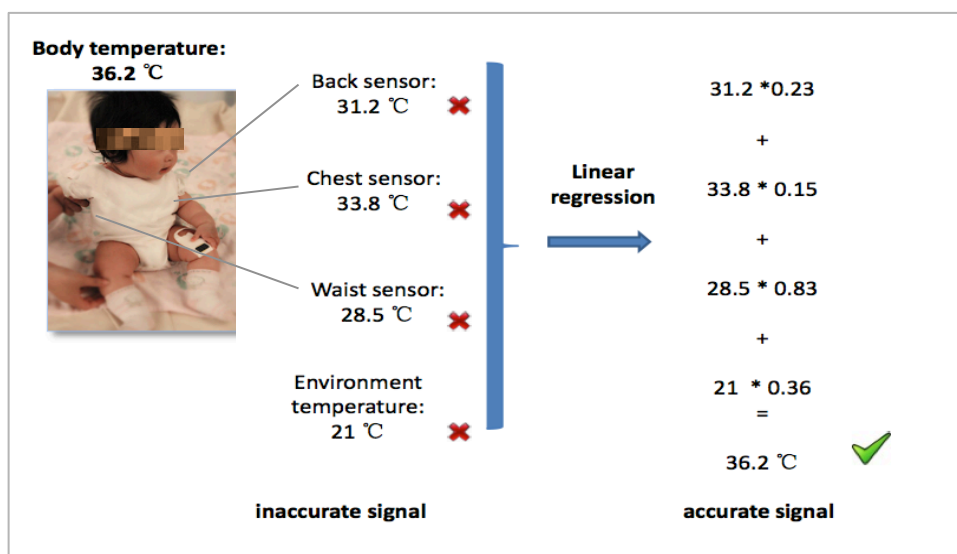 Body temperature:
36.2 ℃
Back sensor:
31.2 ℃
Chest sensor:
33.8 ℃
Waist sensor:
28.5 ℃
Environment
temperature:
21 ℃
inaccurate signal
Linear
regression
31.2 *0.23
+
33.8 * 0.15
+
28.5 * 0.83
+
21 * 0.36
=
36.2 ℃
accurate signal